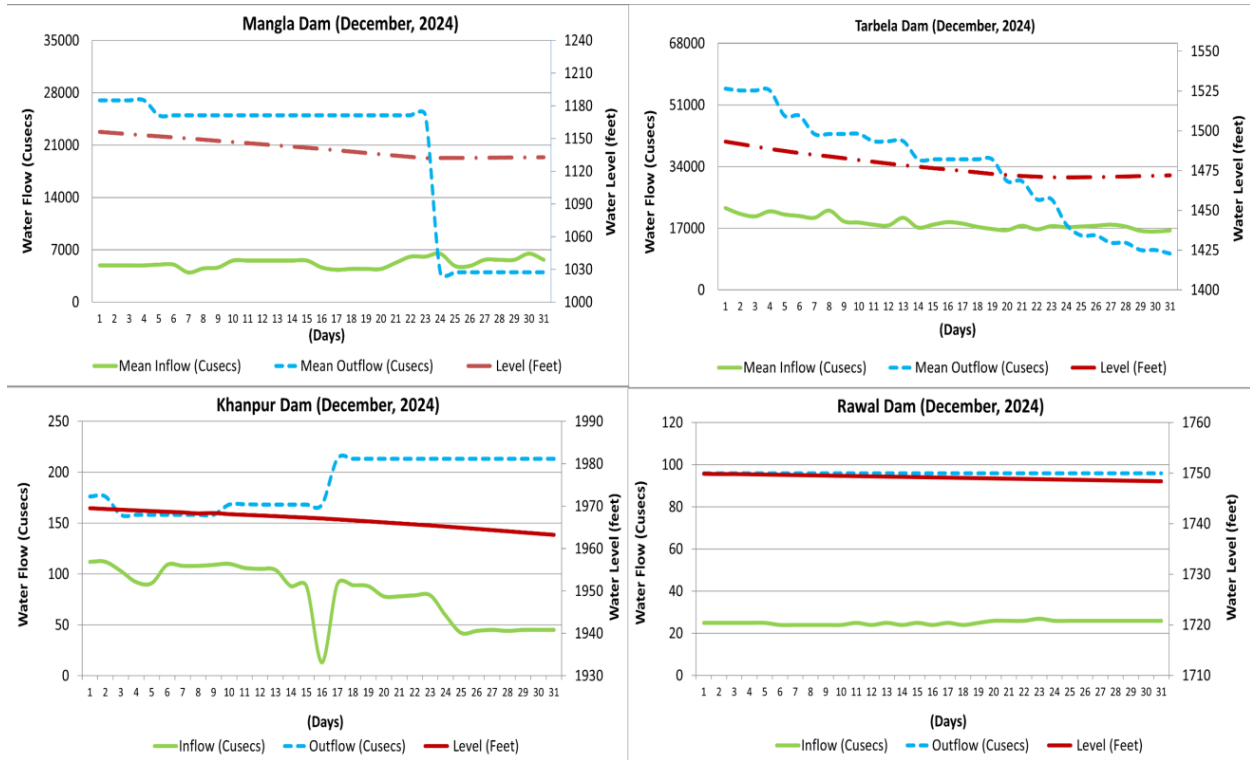 Mangla Dam (December, 2024)
Water Flow (Cusecs)
35000
28000
21000
14000
7000
0
1240
1210
1180
1150
1120
1090
1060
1030
1000
Water Level (feet)
1 2 3 4 5 6 7 8 9 10 11 12 13 14 15 16 17 18 19 20 21 22 23 24 25 26 27 28 29 30 31
(Days)
Mean Inflow (Cusecs) Mean Outflow (Cusecs) Level (Feet)
Tarbela Dam (December, 2024)
Water Flow (Cusecs)
68000
51000
34000
17000
0
1550
1525
1500
1475
1450
1425
1400
Water Level (feet)
1 2 3 4 5 6 7 8 9 10 11 12 13 14 15 16 17 18 19 20 21 22 23 24 25 26 27 28 29 30 31
(Days)
Mean Inflow (Cusecs) Mean Outflow (Cusecs) Level (Feet)
Khanpur Dam (December, 2024)
Water Flow (Cusecs)
250
200
150
100
50
0
1990
1980
1970
1960
1950
1940
1930
Water Level (feet)
1 2 3 4 5 6 7 8 9 10 11 12 13 14 15 16 17 18 19 20 21 22 23 24 25 26 27 28 29 30 31
(Days)
Inflow (Cusecs) Outflow (Cusecs) Level (Feet)
Rawal Dam (December, 2024)
Water Flow (Cusecs)
120
100
80
60
40
20
0
1760
1750
1740
1730
1720
1710
Water Level (feet)
1 2 3 4 5 6 7 8 9 10 11 12 13 14 15 16 17 18 19 20 21 22 23 24 25 26 27 28 29 30 31
(Days)
Inflow (Cusecs) Outflow (Cusecs) Level (Feet)